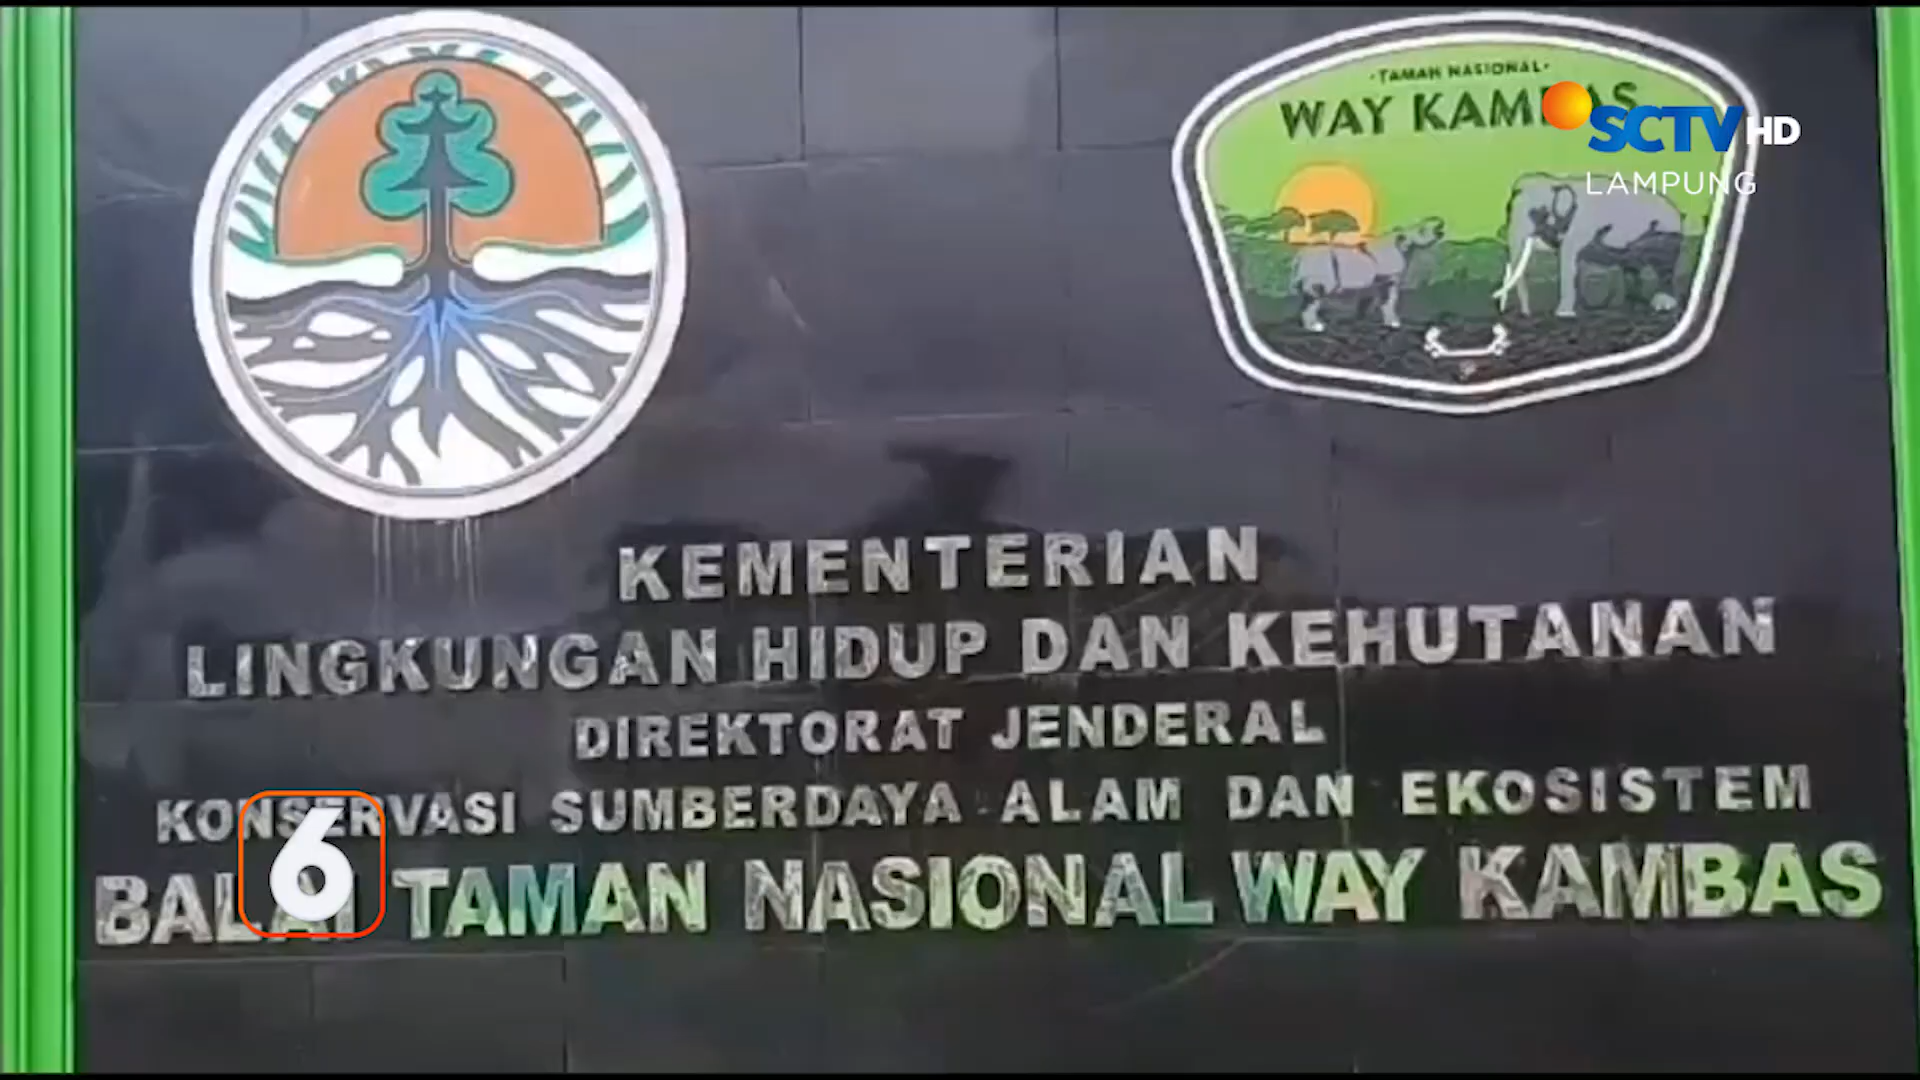 TAMAN NASIONAL
WAY KAMBAS
SCTV HD
LAMPUNG
KEMENTERIAN
LINGKUNGAN HIDUP DAN KEHUTANAN
DIREKTORAT JENDERAL
KONSERVASI SUMBERDAYA ALAM DAN EKOSISTEM
BALAI TAMAN NASIONAL WAY KAMBAS
6